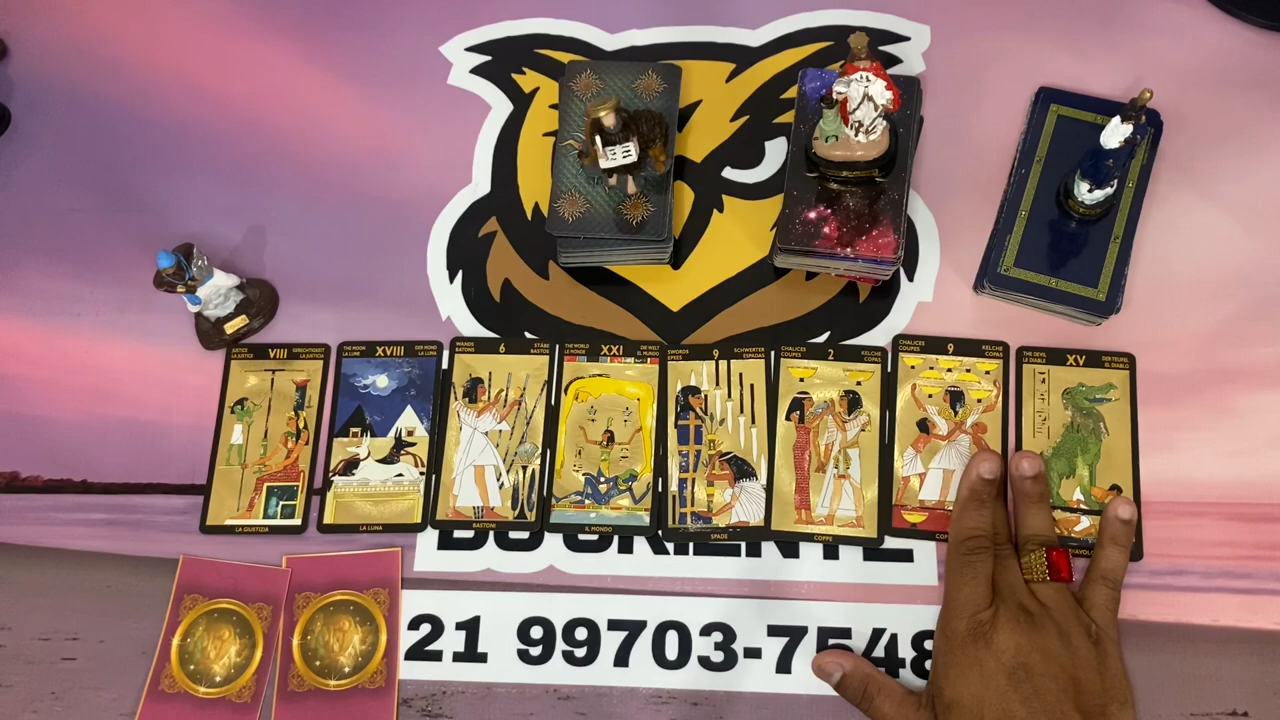 JUSTICE
LA JUSTICE
VIII
GERECHTIGKEIT
LA JUSTICIA
LA GIUSTIZIA
THE MOON
LA LUNE
XVIII
DER MOND
LA LUNA
LA LUNA
WANDS
BATONS
6
STÄBE
BASTOS
BASTONI
THE WORLD
LE MONDE
XXI
DIE WELT
EL MUNDO
IL MONDO
SWORDS
EPEES
9
SCHWERTER
ESPADAS
SPADE
CHALICES
COUPES
2
KELCHE
COPAS
COPPE
CHALICES
COUPES
9
KELCHE
COPAS
THE DEVIL
LE DIABLE
XV
DER TEUFEL
EL DIABLO
DO ORIENTE
21 99703-7548